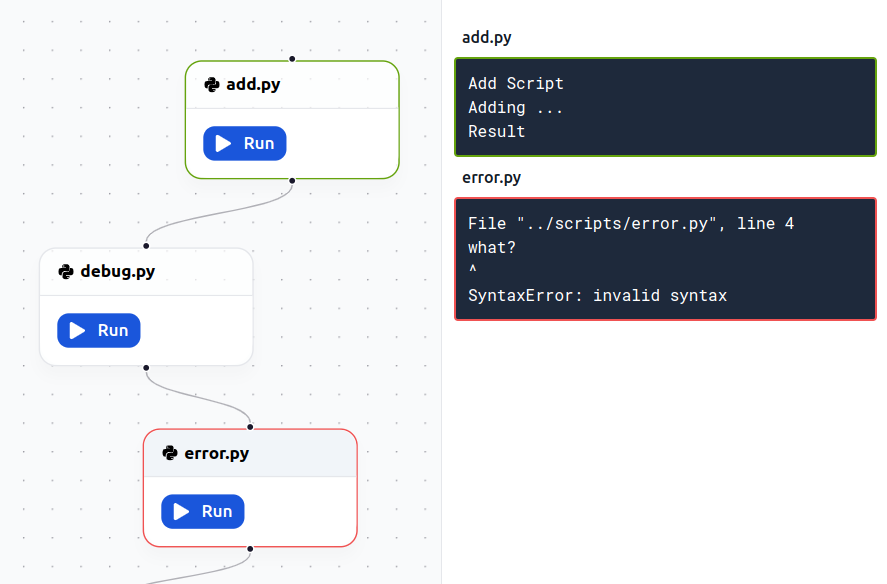 add.py
Run
debug.py
Run
error.py
Run
add.py
Add Script
Adding ...
Result
error.py
File "../scripts/error.py", line 4
what?
^
SyntaxError: invalid syntax